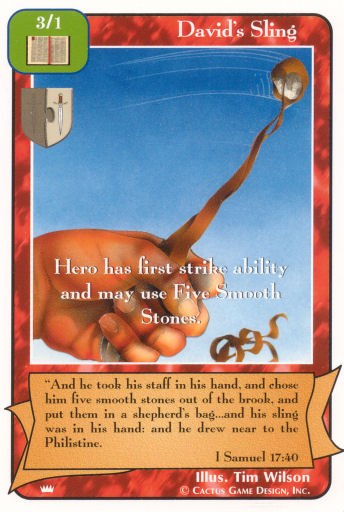 3/1
David's Sling
Hero has first strike ability
and may use Five Smooth
Stones.
"And he took his staff in his hand, and chose
him five smooth stones out of the brook, and
put them in a shepherd's bag...and his sling
was in his hand: and he drew near to the
Philistine.
I Samuel 17:40
Illus. Tim Wilson
© Cactus Game Design, Inc.